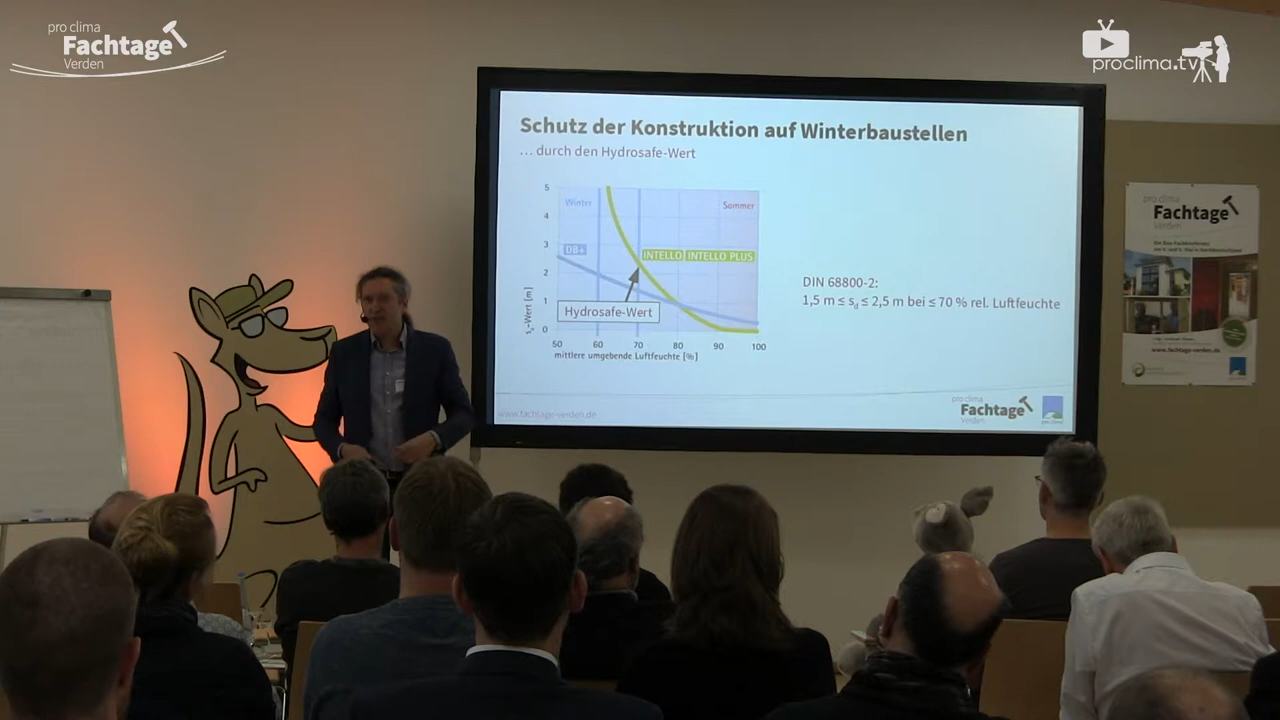 pro clima
Fachtage
Verden
proclima.tv
Schutz der Konstruktion auf Winterbaustellen
… durch den Hydrosafe-Wert
5
4
3
2
1
0
sd-Wert [m]
Winter
Sommer
DB+
INTELLO INTELLO PLUS
Hydrosafe-Wert
50 60 70 80 90 100
mittlere umgebende Luftfeuchte [%]
DIN 68800-2:
1,5 m ≤ sd ≤ 2,5 m bei ≤ 70 % rel. Luftfeuchte
www.fachtage-verden.de
pro clima
Fachtage
Verden
pro clima
pro clima
Fachtage
Verden
www.fachtage-verden.de